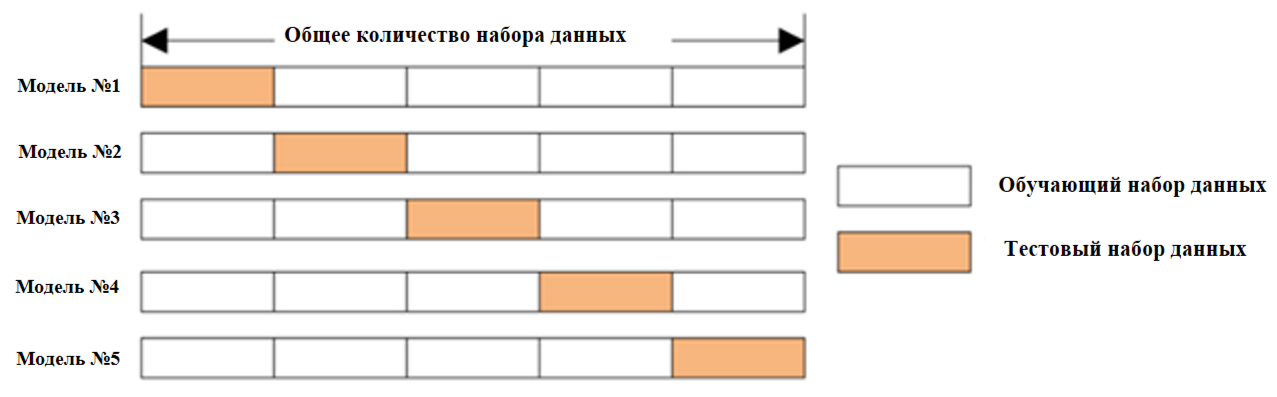 Общее количество набора данных
Модель №1
Модель №2
Модель №3
Модель №4
Модель №5
Обучающий набор данных
Тестовый набор данных